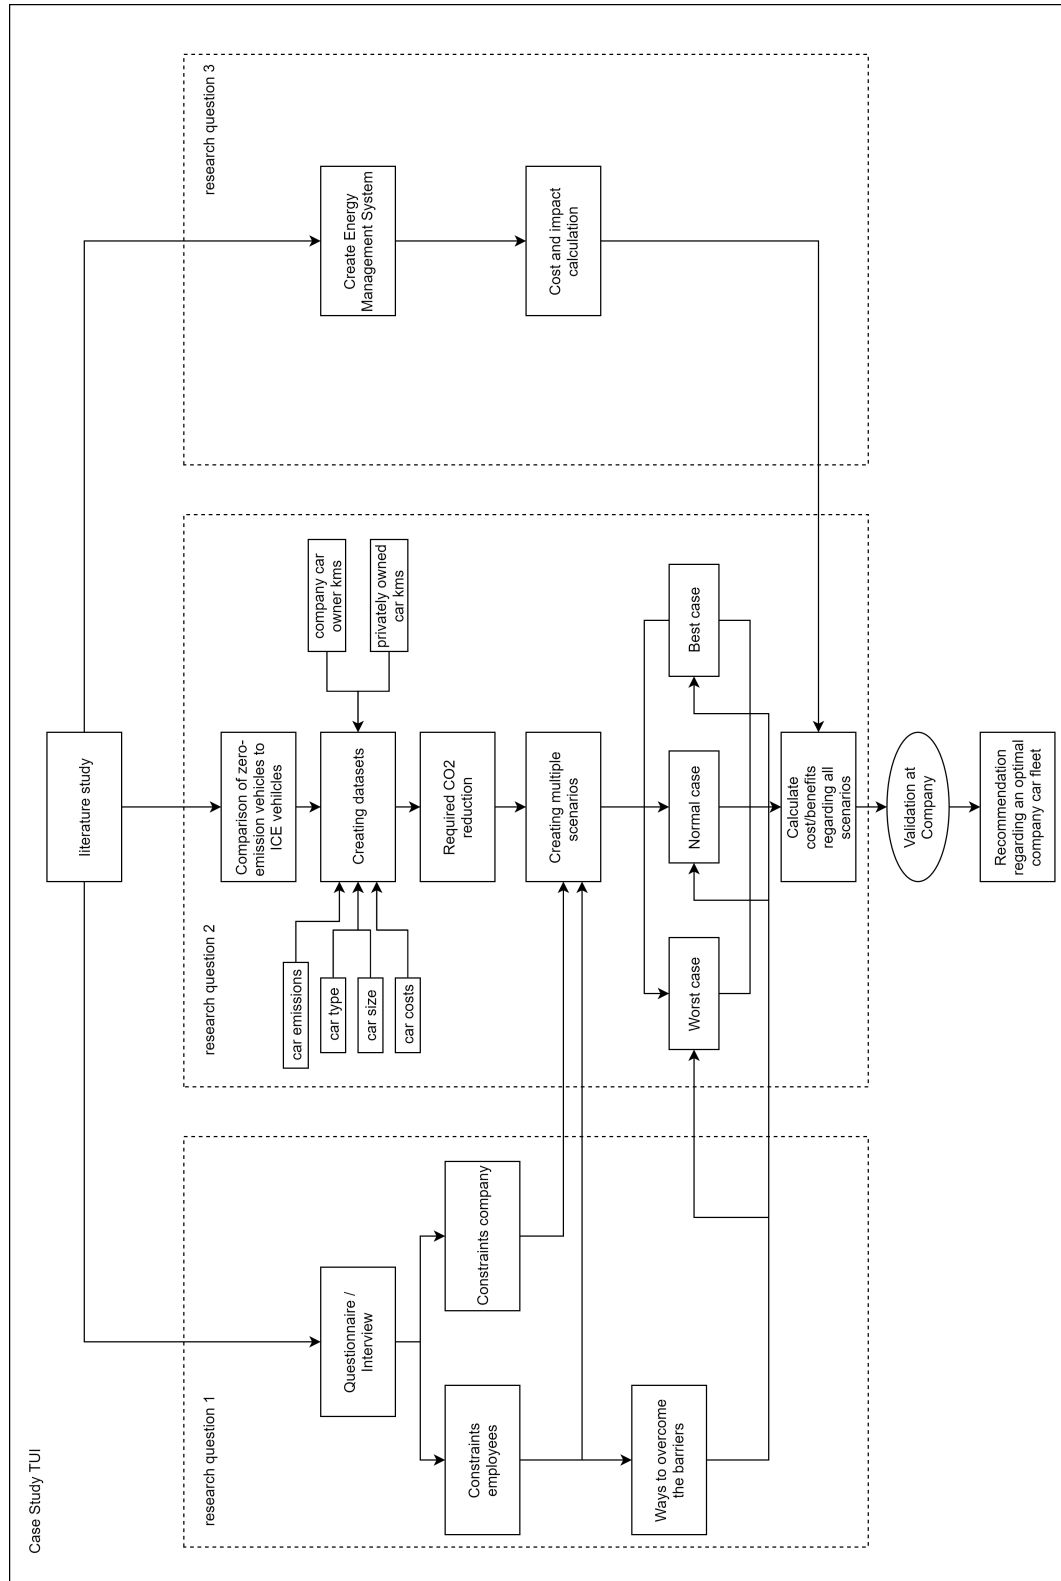 Case Study TUI
literature study
research question 1
Questionnaire /
Interview
Constraints
employees
Constraints company
Ways to overcome
the barriers
research question 2
Comparison of zero-
emission vehicles to
ICE vehilcles
car emissions
car type
car size
car costs
Creating datasets
company car
owner kms
privately owned
car kms
Required CO2
reduction
Creating multiple
scenarios
Worst case
Normal case
Best case
Calculate
cost/benefits
regarding all
scenarios
research question 3
Create Energy
Management System
Cost and impact
calculation
Validation at
Company
Recommendation
regarding an optimal
company car fleet